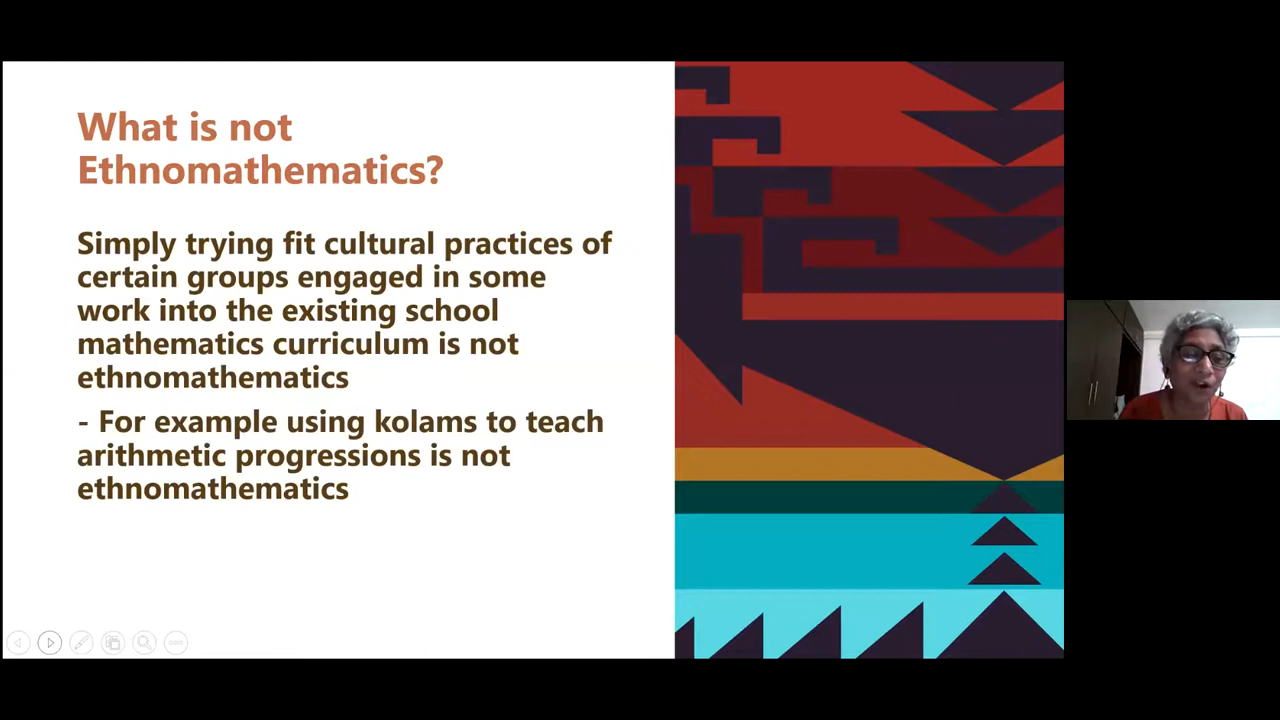 What is not
Ethnomathematics?
Simply trying fit cultural practices of
certain groups engaged in some
work into the existing school
mathematics curriculum is not
ethnomathematics
- For example using kolams to teach
arithmetic progressions is not
ethnomathematics